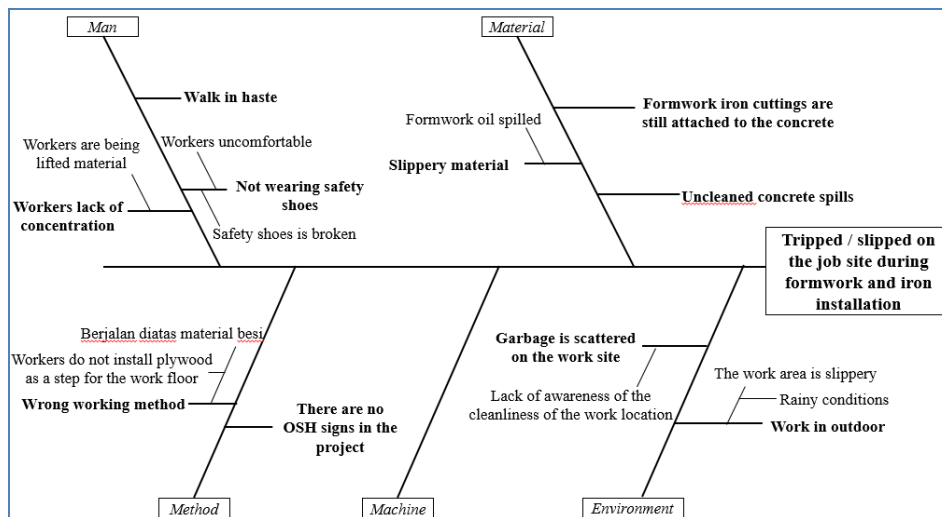 Man
Material
Walk in haste
Formwork iron cuttings are
still attached to the concrete
Formwork oil spilled
Workers are being
lifted material
Workers uncomfortable
Slippery material
Not wearing safety
shoes
Workers lack of
concentration
Uncleaned concrete spills
Safety shoes is broken
Tripped / slipped on
the job site during
formwork and iron
installation
Berjalan diatas material besi
Workers do not install plywood
as a step for the work floor
Wrong working method
There are no
OSH signs in the
project
Garbage is scattered
on the work site
Lack of awareness of the
cleanliness of the work location
The work area is slippery
Rainy conditions
Work in outdoor
Method
Machine
Environment